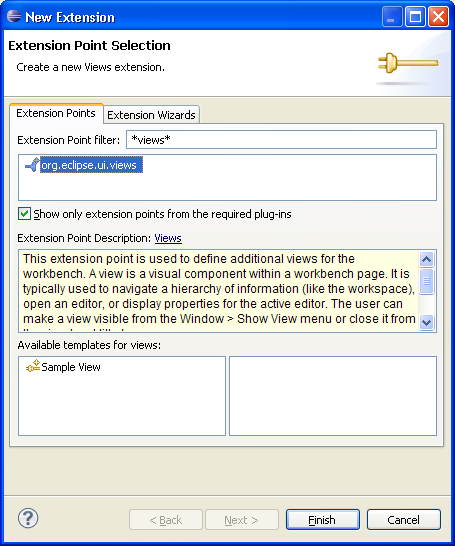 New Extension
Extension Point Selection
Create a new Views extension.
Extension Points
Extension Wizards
Extension Point filter: *views*
org.eclipse.ui.views
Show only extension points from the required plug-ins
Extension Point Description: Views
This extension point is used to define additional views for the
workbench. A view is a visual component within a workbench page. It is
typically used to navigate a hierarchy of information (like the workspace),
open an editor, or display properties for the active editor. The user can
make a view visible from the Window > Show View menu or close it from
Available templates for views:
Sample View
?
< Back
Next >
Finish
Cancel